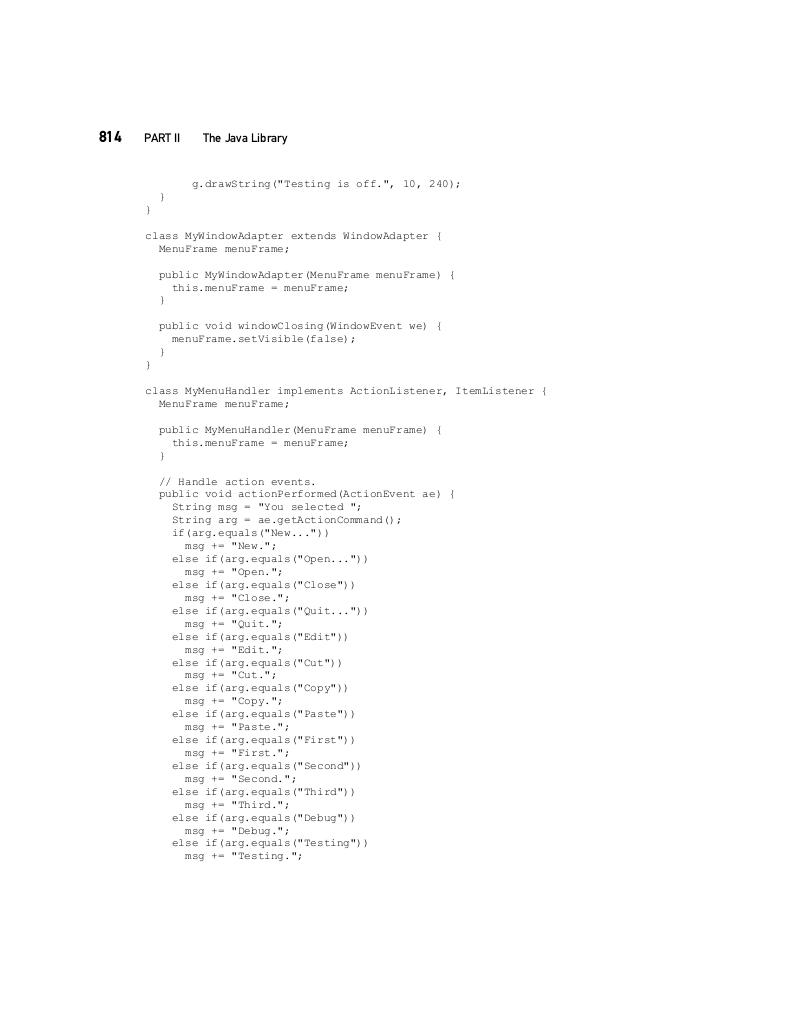 814 PART II The Java Library
g.drawString("Testing is off.", 10, 240);
}
}
class MyWindowAdapter extends WindowAdapter {
MenuFrame menuFrame;
public MyWindowAdapter(MenuFrame menuFrame) {
this.menuFrame = menuFrame;
}
public void windowClosing(WindowEvent we) {
menuFrame.setVisible(false);
}
}
class MyMenuHandler implements ActionListener, ItemListener {
MenuFrame menuFrame;
public MyMenuHandler(MenuFrame menuFrame) {
this.menuFrame = menuFrame;
}
// Handle action events.
public void actionPerformed(ActionEvent ae) {
String msg = "You selected ";
String arg = ae.getActionCommand();
if(arg.equals("New..."))
msg += "New.";
else if(arg.equals("Open..."))
msg += "Open.";
else if(arg.equals("Close"))
msg += "Close.";
else if(arg.equals("Quit..."))
msg += "Quit.";
else if(arg.equals("Edit"))
msg += "Edit.";
else if(arg.equals("Cut"))
msg += "Cut.";
else if(arg.equals("Copy"))
msg += "Copy.";
else if(arg.equals("Paste"))
msg += "Paste.";
else if(arg.equals("First"))
msg += "First.";
else if(arg.equals("Second"))
msg += "Second.";
else if(arg.equals("Third"))
msg += "Third.";
else if(arg.equals("Debug"))
msg += "Debug.";
else if(arg.equals("Testing"))
msg += "Testing.";